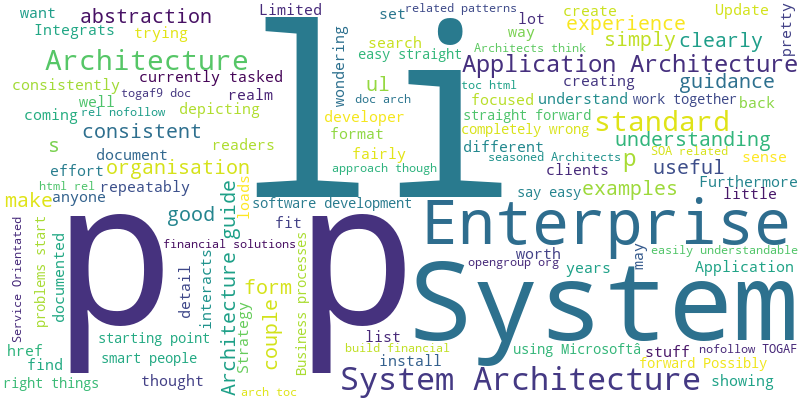 want
abstraction
Limited
li
set
related patterns
create
Update
Integrats
trying
wondering
search
lot
way
Architects think
experience
simply
clearly
pretty
Architecture
currently tasked
easy straight
Application Architecture
consistently
togaf9 doc
realm
ul
doc arch
toc html
creating
guidance
well
rel nofollow
depicting
developer
focused
understand
work together
back
coming
consistent
format
straight forward
completely wrong
standard
s
document
readers
fairly
different
seasoned Architects
understanding
effort
organisation
approach though
p
SOA related
sense
html rel
repeatably
clients
useful
Furthermore
make
anyone
loads
say easy
examples
little
good
software development
Enterprise
Service Orientated
problems start
documented
p p
financial solutions
fit
detail
interacts
Architecture guide
Strategy
couple
form
Business processes
System
worth
opengroup org
may
easily understandable
years
Application
starting point
href
find
smart people
list
build financial
install
using Microsoftâ
stuff
nofollow TOGAF
forward Possibly
right things
thought
arch toc
System Architecture
showing